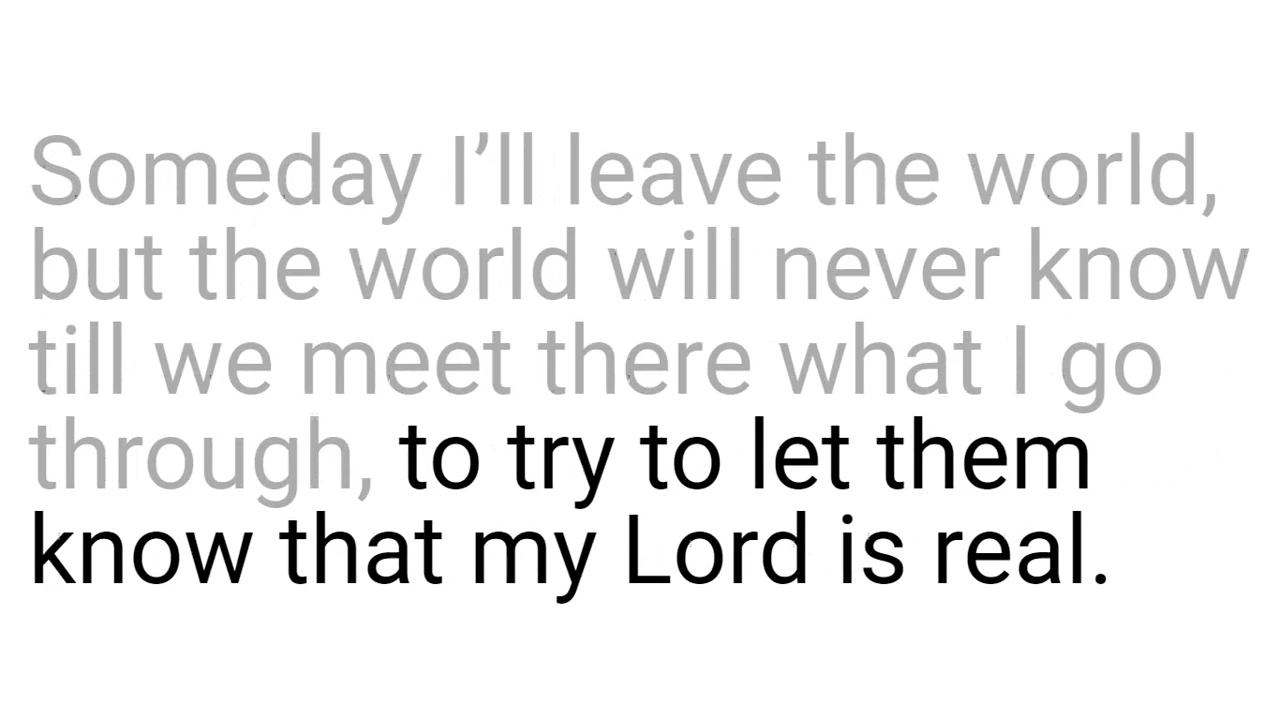 Someday I’ll leave the world,
but the world will never know
till we meet there what I go
through, to try to let them
know that my Lord is real.